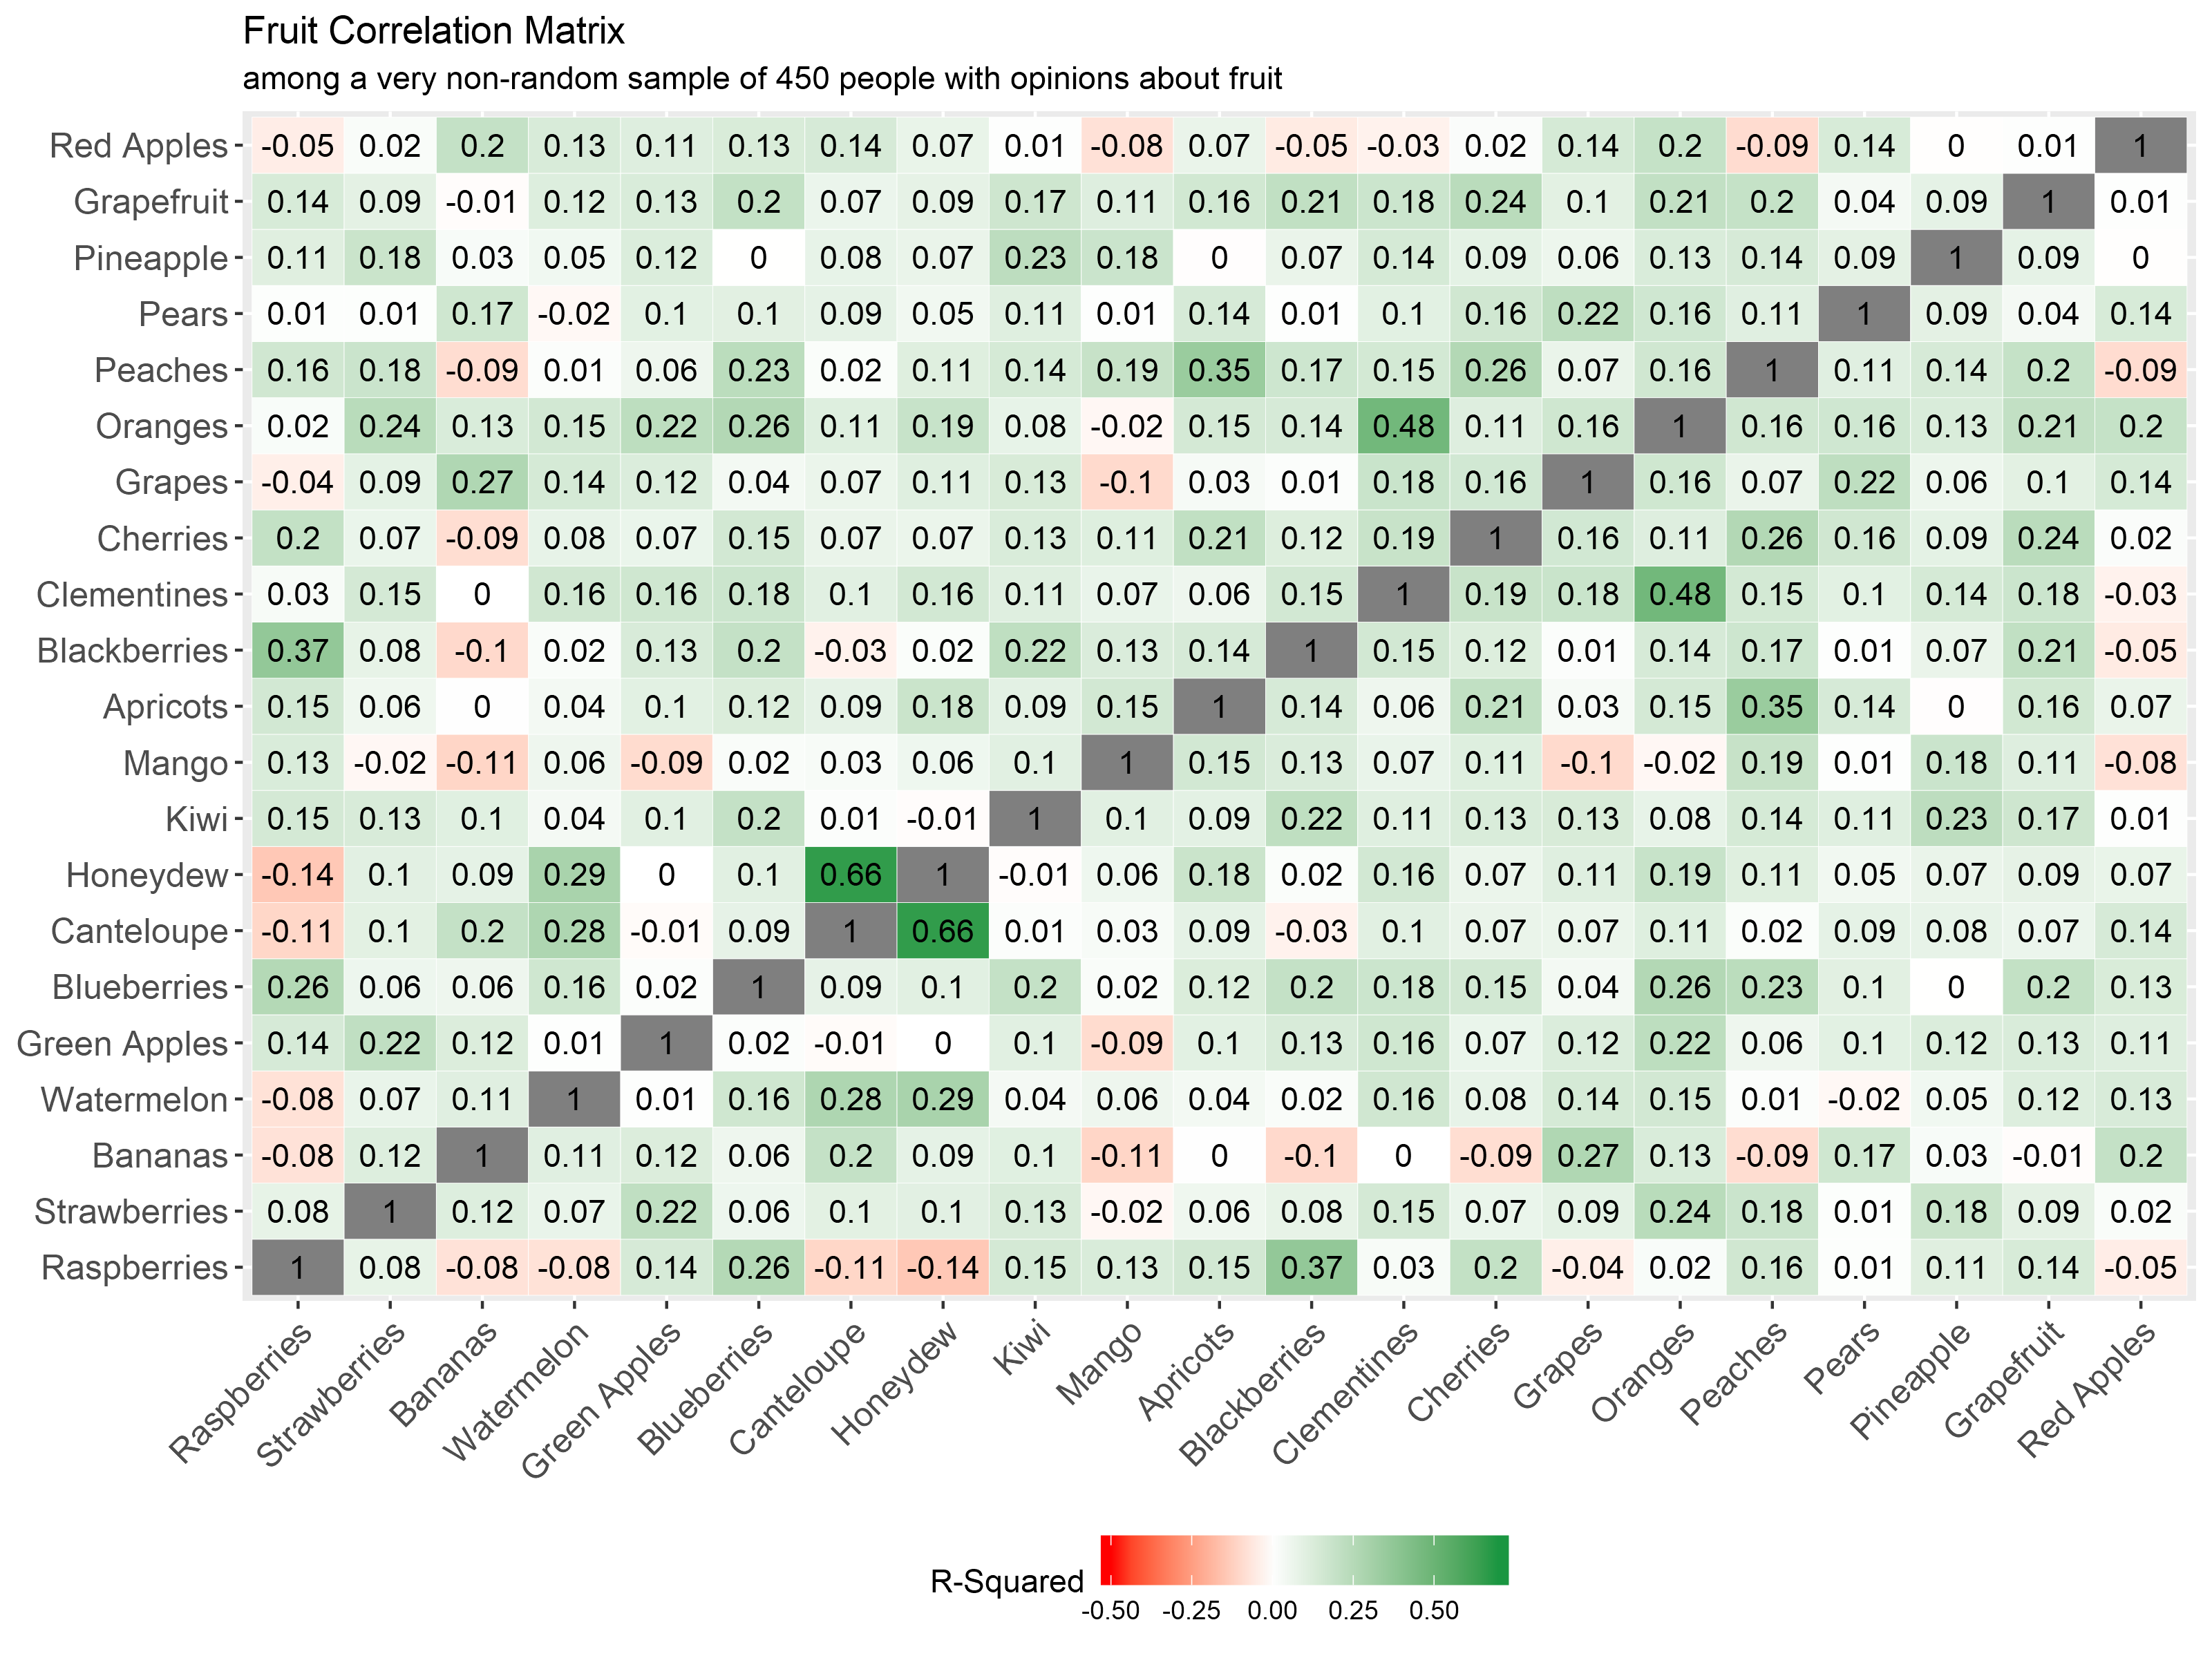 Fruit Correlation Matrix
among a very non-random sample of 450 people with opinions about fruit
Red Apples -0.05 0.02 0.2 0.13 0.11 0.13 0.14 0.07 0.01 -0.08 0.07 -0.05 -0.03 0.02 0.14 0.2 -0.09 0.14 0 0.01 1
Grapefruit 0.14 0.09 -0.01 0.12 0.13 0.2 0.07 0.09 0.17 0.11 0.16 0.21 0.18 0.24 0.1 0.21 0.2 0.04 0.09 1 0.01
Pineapple 0.11 0.18 0.03 0.05 0.12 0 0.08 0.07 0.23 0.18 0 0.07 0.14 0.09 0.06 0.13 0.14 0.09 1 0.09 0
Pears 0.01 0.01 0.17 -0.02 0.1 0.1 0.09 0.05 0.11 0.01 0.14 0.01 0.1 0.16 0.22 0.16 0.11 1 0.09 0.04 0.14
Peaches 0.16 0.18 -0.09 0.01 0.06 0.23 0.02 0.11 0.14 0.19 0.35 0.17 0.15 0.26 0.07 0.16 1 0.11 0.14 0.2 -0.09
Oranges 0.02 0.24 0.13 0.15 0.22 0.26 0.11 0.19 0.08 -0.02 0.15 0.14 0.48 0.11 0.16 1 0.16 0.16 0.13 0.21 0.2
Grapes -0.04 0.09 0.27 0.14 0.12 0.04 0.07 0.11 0.13 -0.1 0.03 0.01 0.18 0.16 1 0.16 0.07 0.22 0.06 0.1 0.14
Cherries 0.2 0.07 -0.09 0.08 0.07 0.15 0.07 0.07 0.13 0.11 0.21 0.12 0.19 1 0.16 0.11 0.26 0.16 0.09 0.24 0.02
Clementines 0.03 0.15 0 0.16 0.16 0.18 0.1 0.16 0.11 0.07 0.06 0.15 1 0.19 0.18 0.48 0.15 0.1 0.14 0.18 -0.03
Blackberries 0.37 0.08 -0.1 0.02 0.13 0.2 -0.03 0.02 0.22 0.13 0.14 1 0.15 0.12 0.01 0.14 0.17 0.01 0.07 0.21 -0.05
Apricots 0.15 0.06 0 0.04 0.1 0.12 0.09 0.18 0.09 0.15 1 0.14 0.06 0.21 0.03 0.15 0.35 0.14 0 0.16 0.07
Mango 0.13 -0.02 -0.11 0.06 -0.09 0.02 0.03 0.06 0.1 1 0.15 0.13 0.07 0.11 -0.1 -0.02 0.19 0.01 0.18 0.11 -0.08
Kiwi 0.15 0.13 0.1 0.04 0.1 0.2 0.01 -0.01 1 0.1 0.09 0.22 0.11 0.13 0.13 0.08 0.14 0.11 0.23 0.17 0.01
Honeydew -0.14 0.1 0.09 0.29 0 0.1 0.66 1 -0.01 0.06 0.18 0.02 0.16 0.07 0.11 0.19 0.11 0.05 0.07 0.09 0.07
Canteloupe -0.11 0.1 0.2 0.28 -0.01 0.09 1 0.66 0.01 0.03 0.09 -0.03 0.1 0.07 0.07 0.11 0.02 0.09 0.08 0.07 0.14
Blueberries 0.26 0.06 0.06 0.16 0.02 1 0.09 0.1 0.2 0.02 0.12 0.2 0.18 0.15 0.04 0.26 0.23 0.1 0 0.2 0.13
Green Apples 0.14 0.22 0.12 0.01 1 0.02 -0.01 0 0.1 -0.09 0.1 0.13 0.16 0.07 0.12 0.22 0.06 0.1 0.12 0.13 0.11
Watermelon -0.08 0.07 0.11 1 0.01 0.16 0.28 0.29 0.04 0.06 0.04 0.02 0.16 0.08 0.14 0.15 0.01 -0.02 0.05 0.12 0.13
Bananas -0.08 0.12 1 0.11 0.12 0.06 0.2 0.09 0.1 -0.11 0 -0.1 0 -0.09 0.27 0.13 -0.09 0.17 0.03 -0.01 0.2
Strawberries 0.08 1 0.12 0.07 0.22 0.06 0.1 0.1 0.13 -0.02 0.06 0.08 0.15 0.07 0.09 0.24 0.18 0.01 0.18 0.09 0.02
Raspberries 1 0.08 -0.08 -0.08 0.14 0.26 -0.11 -0.14 0.15 0.13 0.15 0.37 0.03 0.2 -0.04 0.02 0.16 0.01 0.11 0.14 -0.05
Raspberries Strawberries Bananas Watermelon Green Apples Blueberries Canteloupe Honeydew Kiwi Mango Apricots Blackberries Clementines Cherries Grapes Oranges Peaches Pears Pineapple Grapefruit Red Apples
R-Squared
-0.50 -0.25 0.00 0.25 0.50